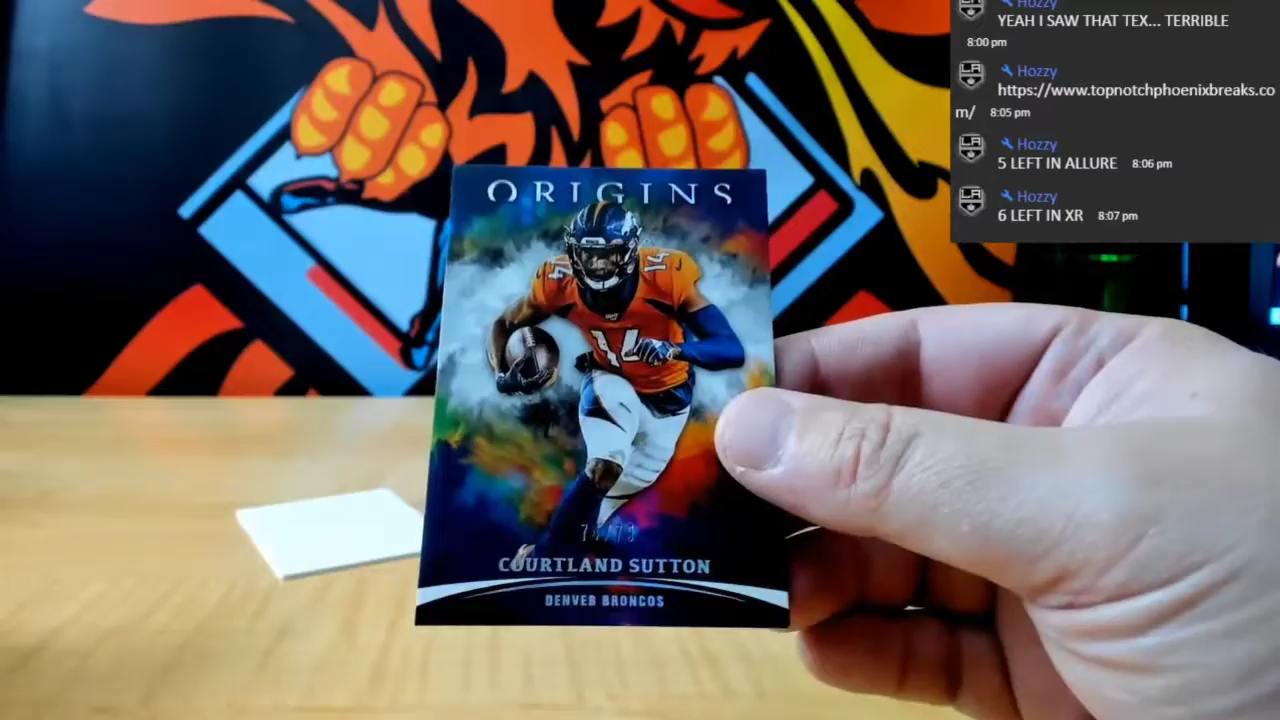 Hozzy
YEAH I SAW THAT TEX... TERRIBLE
8:00 pm
Hozzy
https://www.topnotchphoenixbreaks.co
m/ 8:05 pm
Hozzy
5 LEFT IN ALLURE 8:06 pm
Hozzy
6 LEFT IN XR 8:07 pm
ORIGINS
14
14
14
COURTLAND SUTTON
DENVER BRONCOS